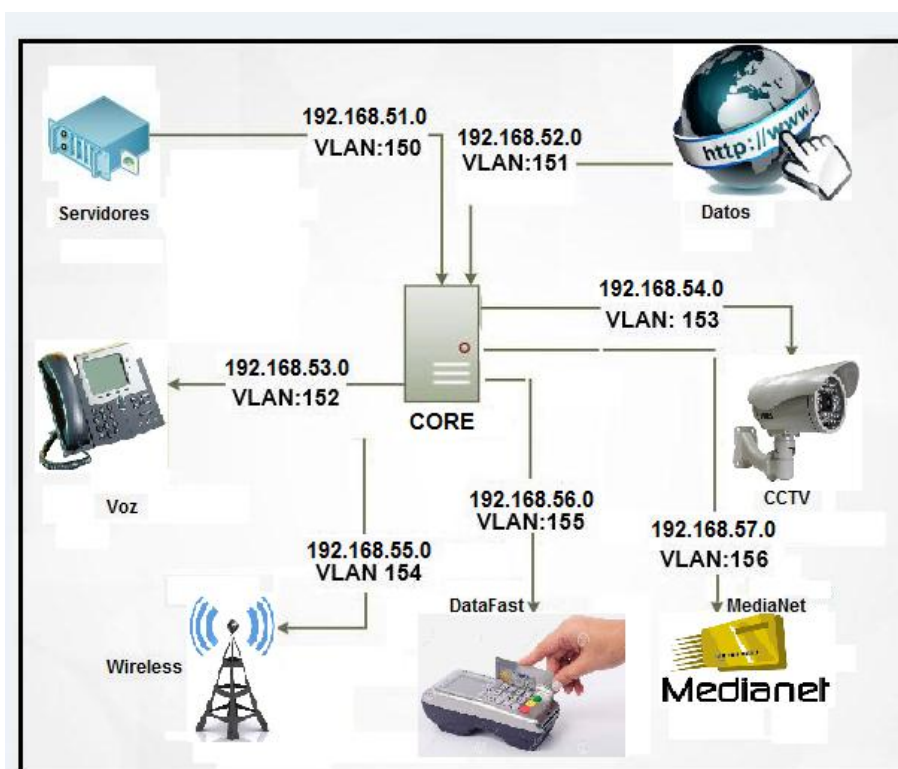 192.168.51.0
VLAN:150
192.168.52.0
VLAN:151
http://www.
Servidores
Datos
192.168.54.0
VLAN: 153
192.168.53.0
VLAN:152
CORE
CCTV
Voz
192.168.56.0
VLAN:155
192.168.57.0
VLAN:156
192.168.55.0
VLAN 154
DataFast
MediaNet
Wireless
Medianet